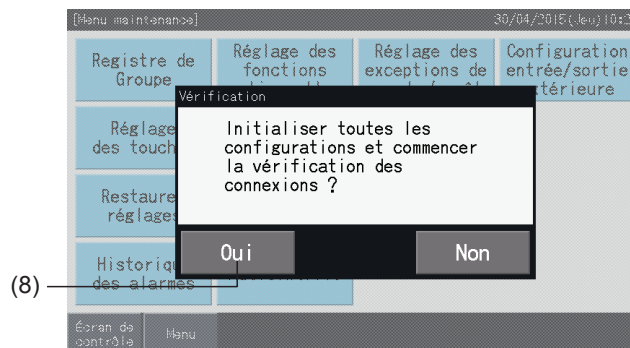 [Menu maintenance] 30/04/2015(Jeu)10:
Registre de
Groupe
Réglage des
fonctions
Réglage des
exceptions de
Configuration
entrée/sortie
térieure
Vérification
Initialiser toutes les
configurations et commencer
la vérification des
connexions ?
Oui
Non
Réglage
des touch
Restaure
réglages
Historiq
des alarmes
(8)
Écran de
contrôle
Menu